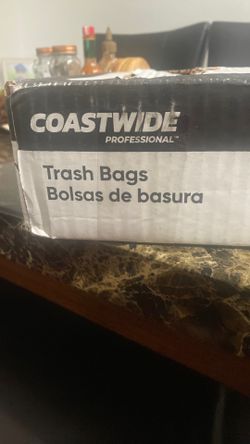 COASTWIDE
PROFESSIONAL™
Trash Bags
Bolsas de basura